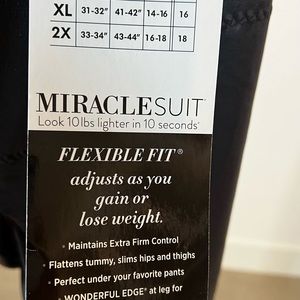 XL 31-32" 41-42" 14-16 16
2X 33-34" 43-44" 16-18 18
MIRACLESUIT
Look 10 lbs lighter in 10 seconds®
FLEXIBLE FIT®
adjusts as you
gain or
lose weight.
• Maintains Extra Firm Control
• Flattens tummy, slims hips and thighs
• Perfect under your favorite pants
• WONDERFUL EDGE® at leg for